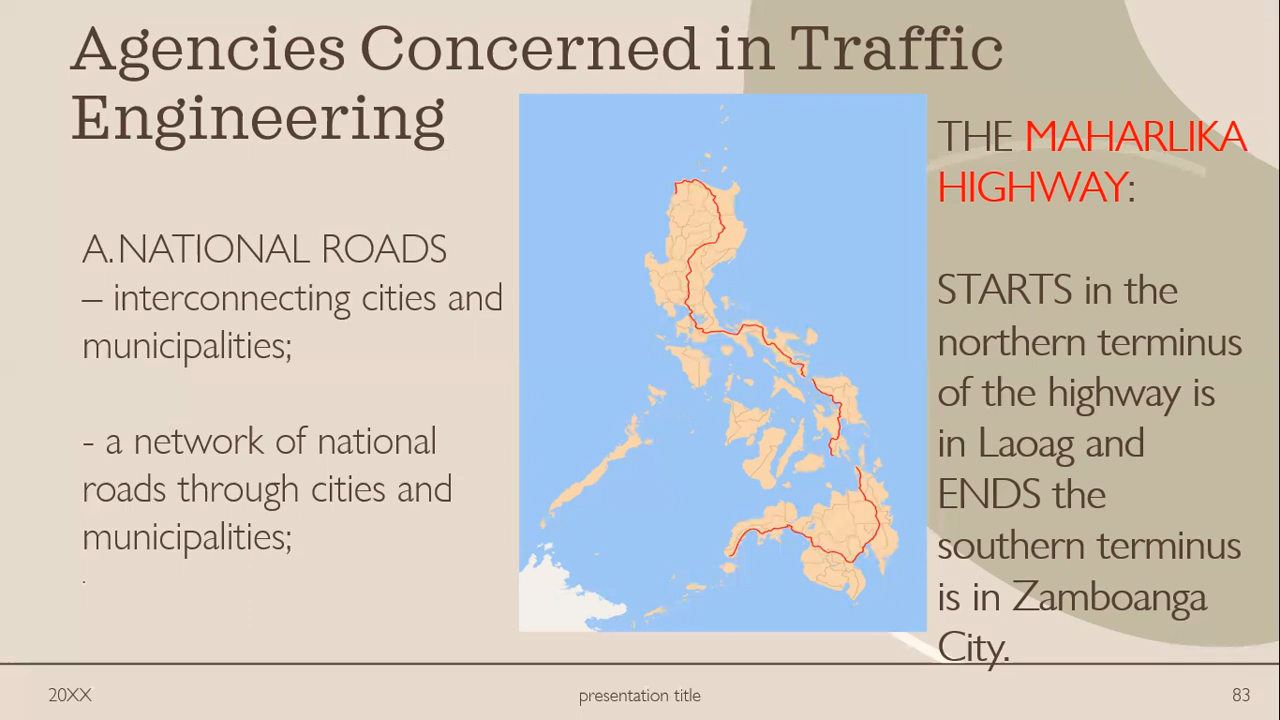 Agencies Concerned in Traffic
Engineering
A.NATIONAL ROADS
– interconnecting cities and
municipalities;
- a network of national
roads through cities and
municipalities;
.
THE MAHARLIKA
HIGHWAY:
STARTS in the
northern terminus
of the highway is
in Laoag and
ENDS the
southern terminus
is in Zamboanga
City.
20XX
presentation title
83